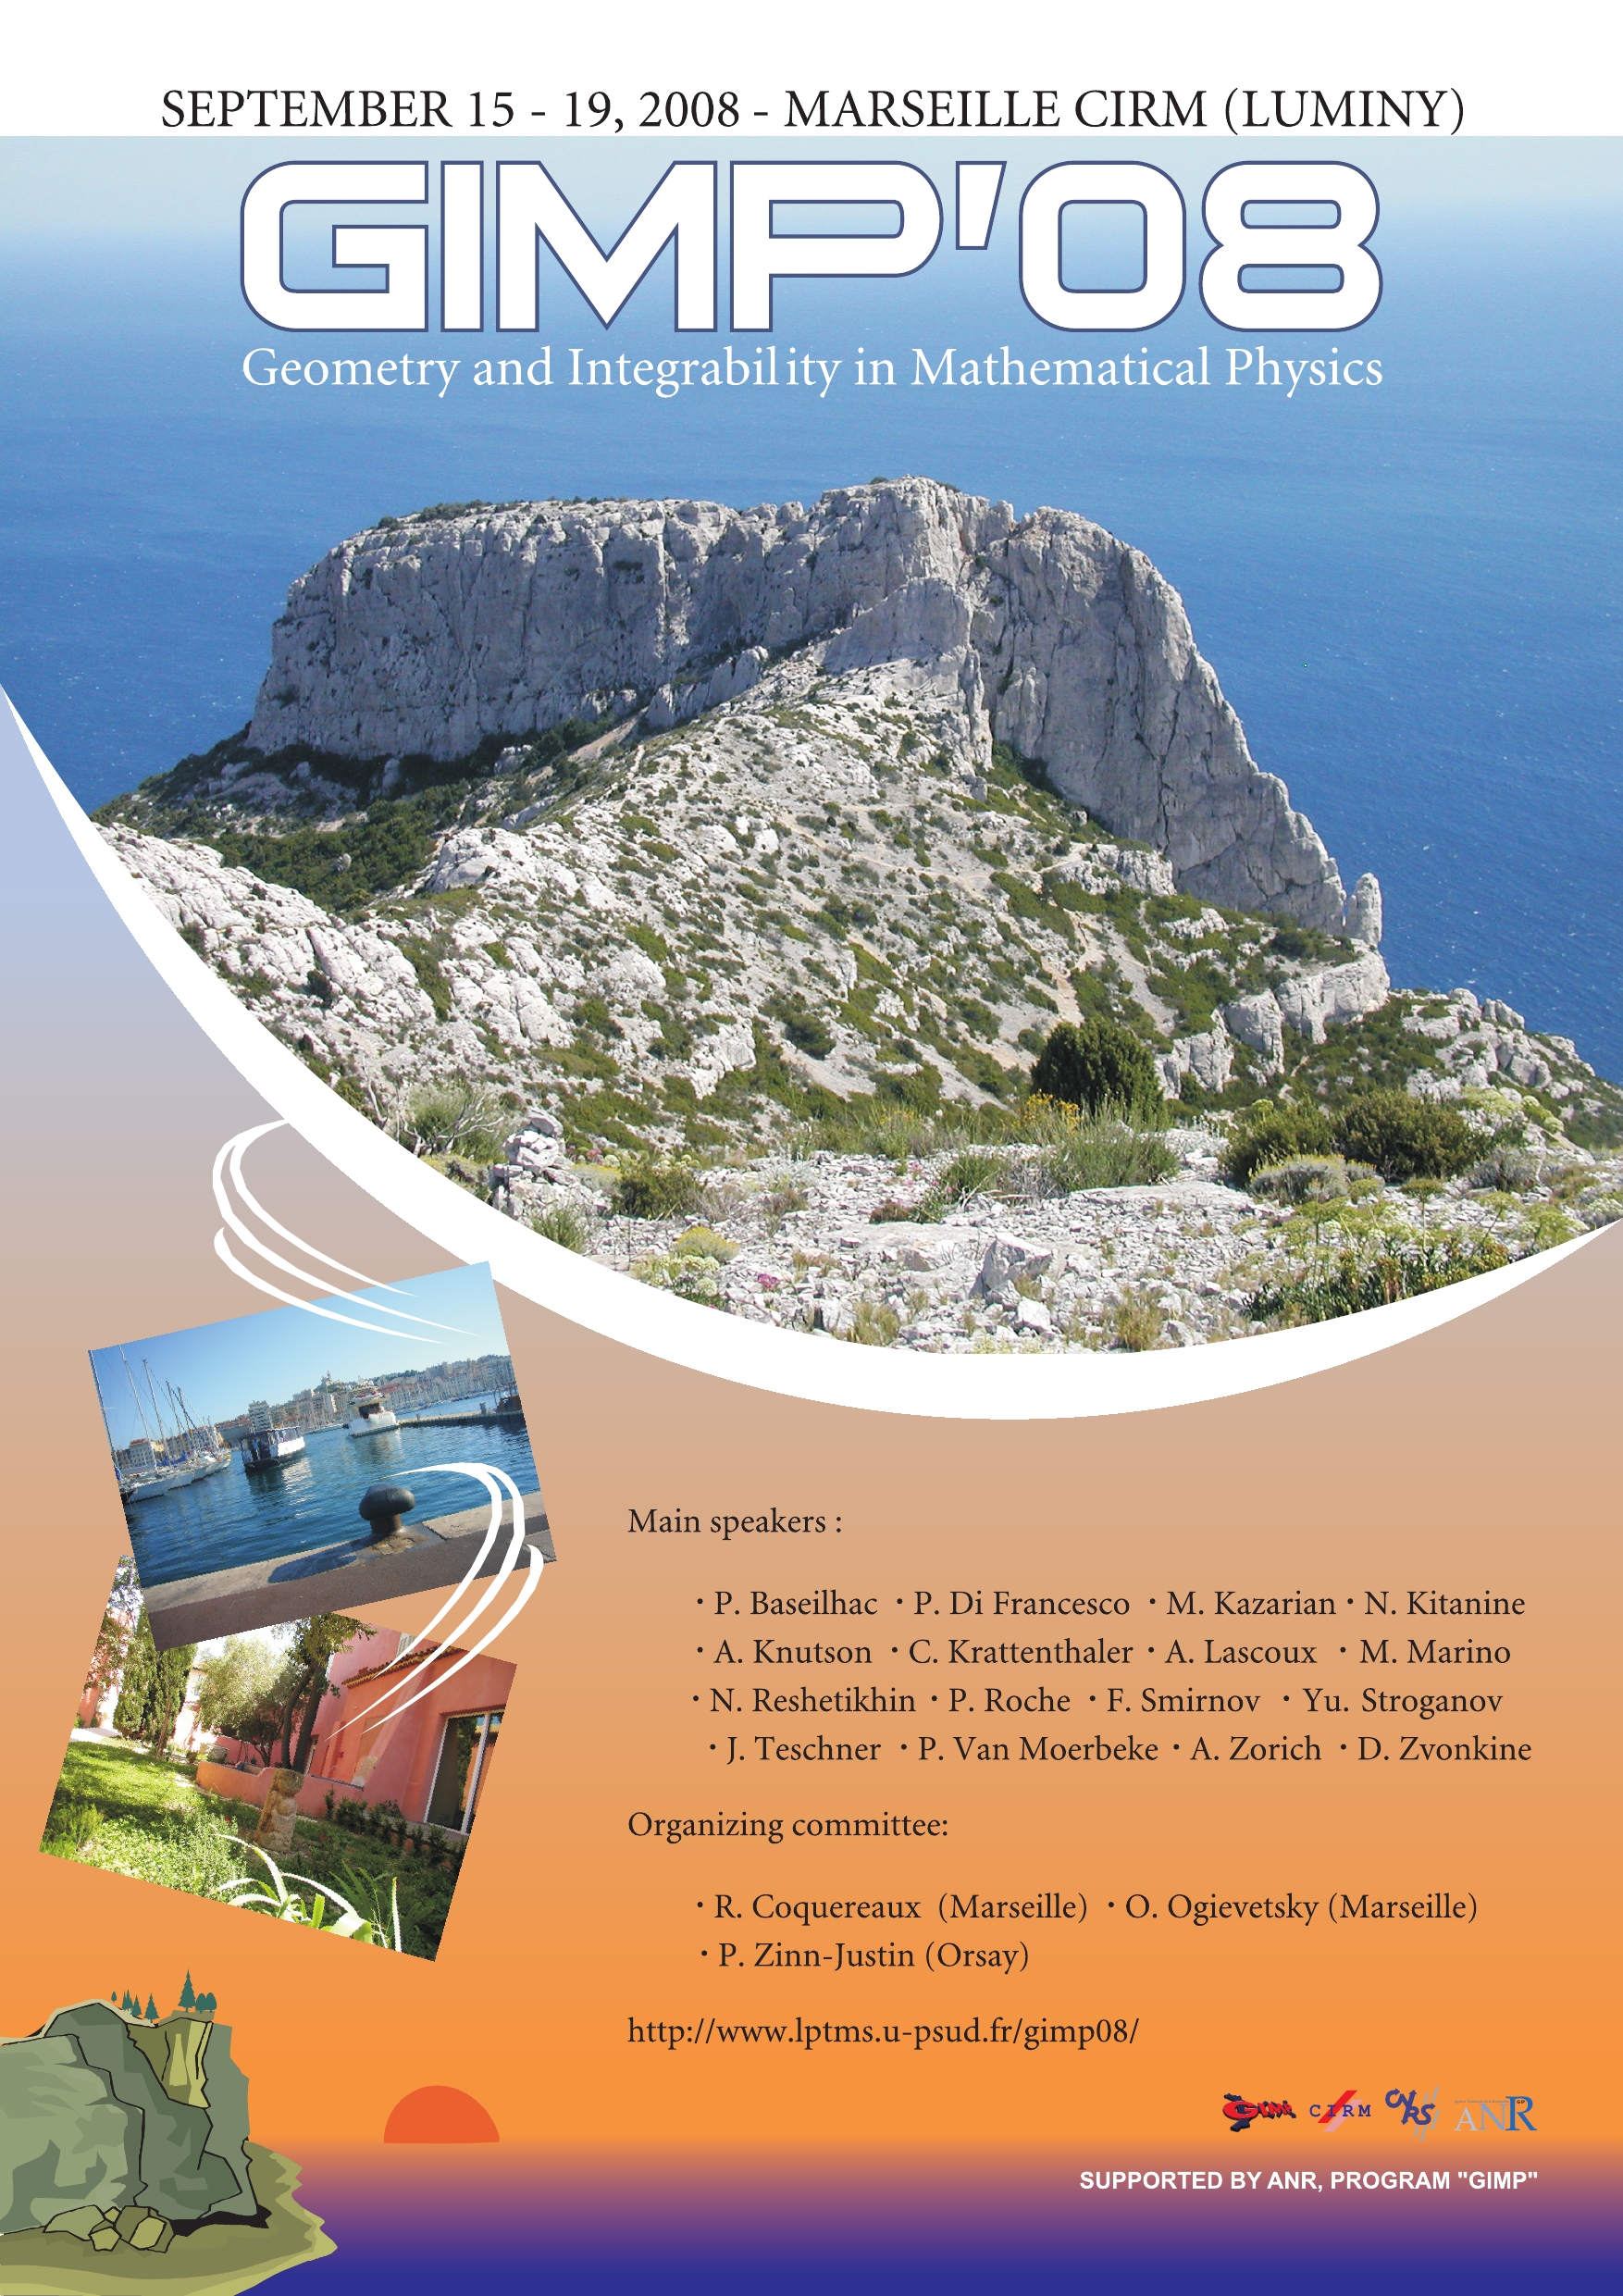 SEPTEMBER 15 - 19, 2008 - MARSEILLE CIRM (LUMINY)
GIMP'08
Geometry and Integrability in Mathematical Physics
Main speakers :
· P. Baseilhac · P. Di Francesco · M. Kazarian · N. Kitanine
· A. Knutson · C. Krattenthaler · A. Lascoux · M. Marino
· N. Reshetikhin · P. Roche · F. Smirnov · Yu. Stroganov
· J. Teschner · P. Van Moerbeke · A. Zorich · D. Zvonkine
Organizing committee:
· R. Coquereaux (Marseille) · O. Ogievetsky (Marseille)
· P. Zinn-Justin (Orsay)
http://www.lptms.u-psud.fr/gimp08/
GIMP CIRM CNRS ANR
SUPPORTED BY ANR, PROGRAM "GIMP"